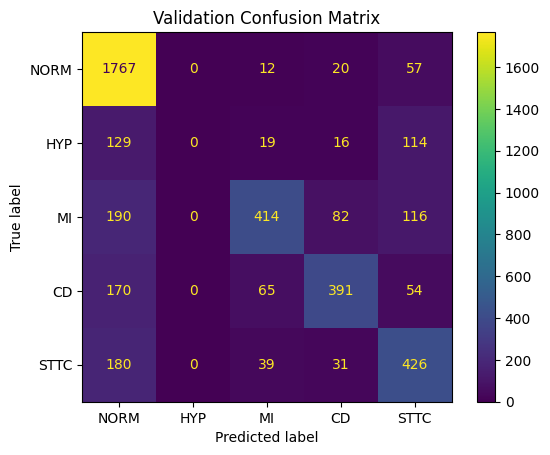 Validation Confusion Matrix
True label
NORM 1767 0 12 20 57
HYP 129 0 19 16 114
MI 190 0 414 82 116
CD 170 0 65 391 54
STTC 180 0 39 31 426
NORM HYP MI CD STTC
Predicted label
1600
1400
1200
1000
800
600
400
200
0